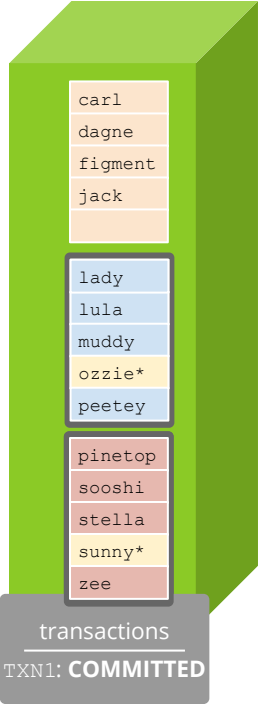 carl
dagne
figment
jack
lady
lula
muddy
ozzie*
peetey
pinetop
sooshi
stella
sunny*
zee
transactions
TXN1: COMMITTED